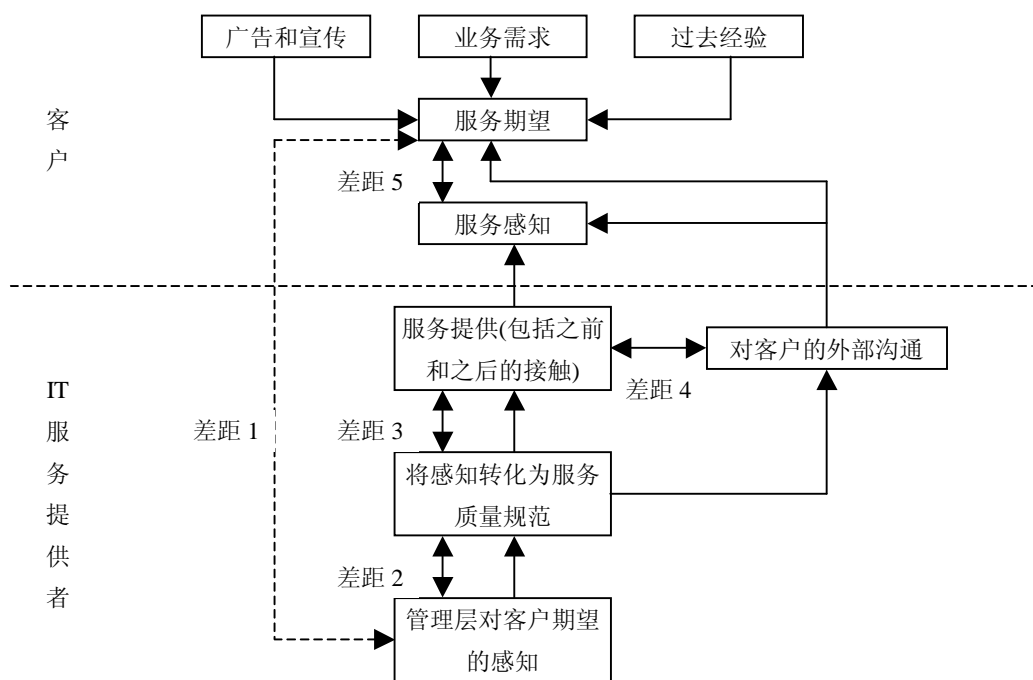 广告和宣传
业务需求
过去经验
客
户
服务期望
差距 5
服务感知
服务提供(包括之前
和之后的接触)
对客户的外部沟通
差距 4
IT
服
务
提
供
者
差距 1
差距 3
将感知转化为服务
质量规范
差距 2
管理层对客户期望
的感知